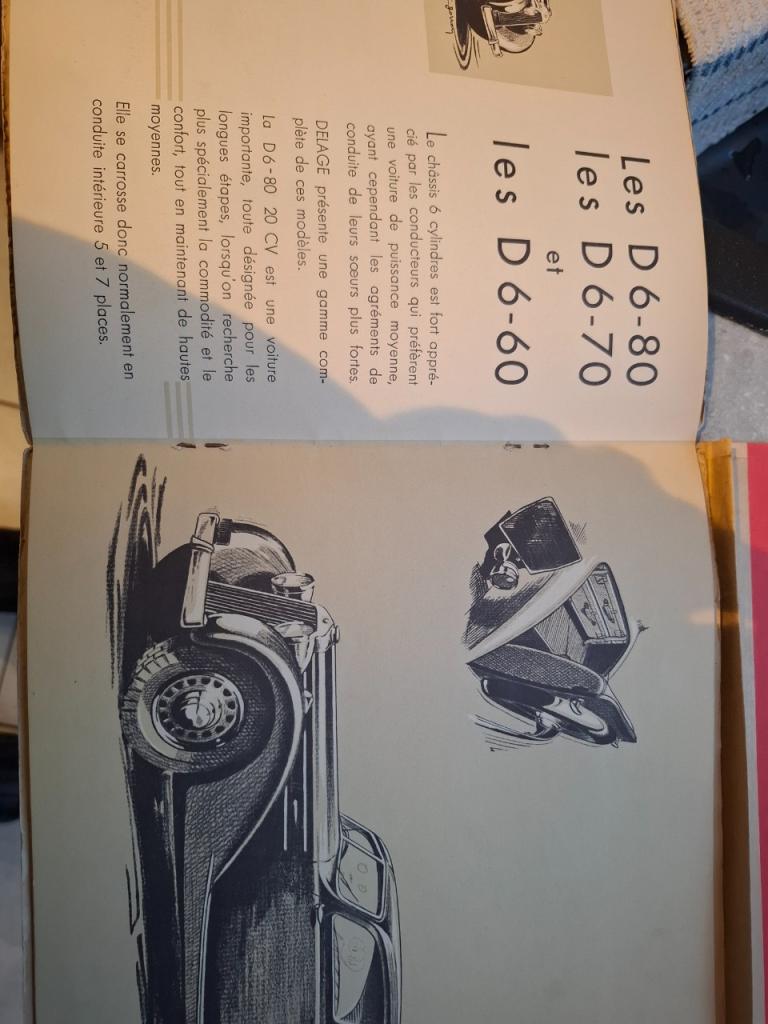 Les D6-80
les D6-70
et
les D6-60
Le châssis 6 cylindres est fort appré-
cié par les conducteurs qui préfèrent
une voiture de puissance moyenne,
ayant cependant les agréments de
conduite de leurs sœurs plus fortes.
DELAGE présente une gamme com-
plète de ces modèles.
La D6-80 20 CV est une voiture
importante, toute désignée pour les
longues étapes, lorsqu'on recherche
plus spécialement la commodité et le
confort, tout en maintenant de hautes
moyennes.
Elle se carrosse donc normalement en
conduite intérieure 5 et 7 places.